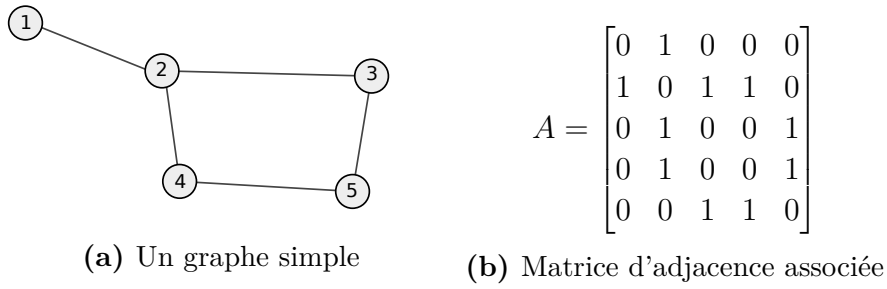 1
2
3
4
5
(a) Un graphe simple
A =
0 1 0 0 0
1 0 1 1 0
0 1 0 0 1
0 1 0 0 1
0 0 1 1 0
(b) Matrice d'adjacence associée